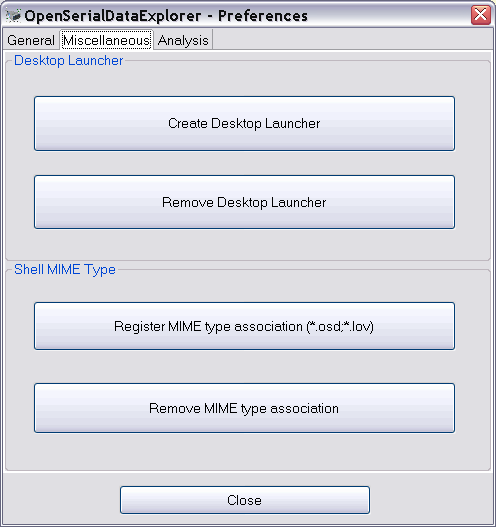 OpenSerialDataExplorer - Preferences
General Miscellaneous Analysis
Desktop Launcher
Create Desktop Launcher
Remove Desktop Launcher
Shell MIME Type
Register MIME type association (*.osd;*.lov)
Remove MIME type association
Close